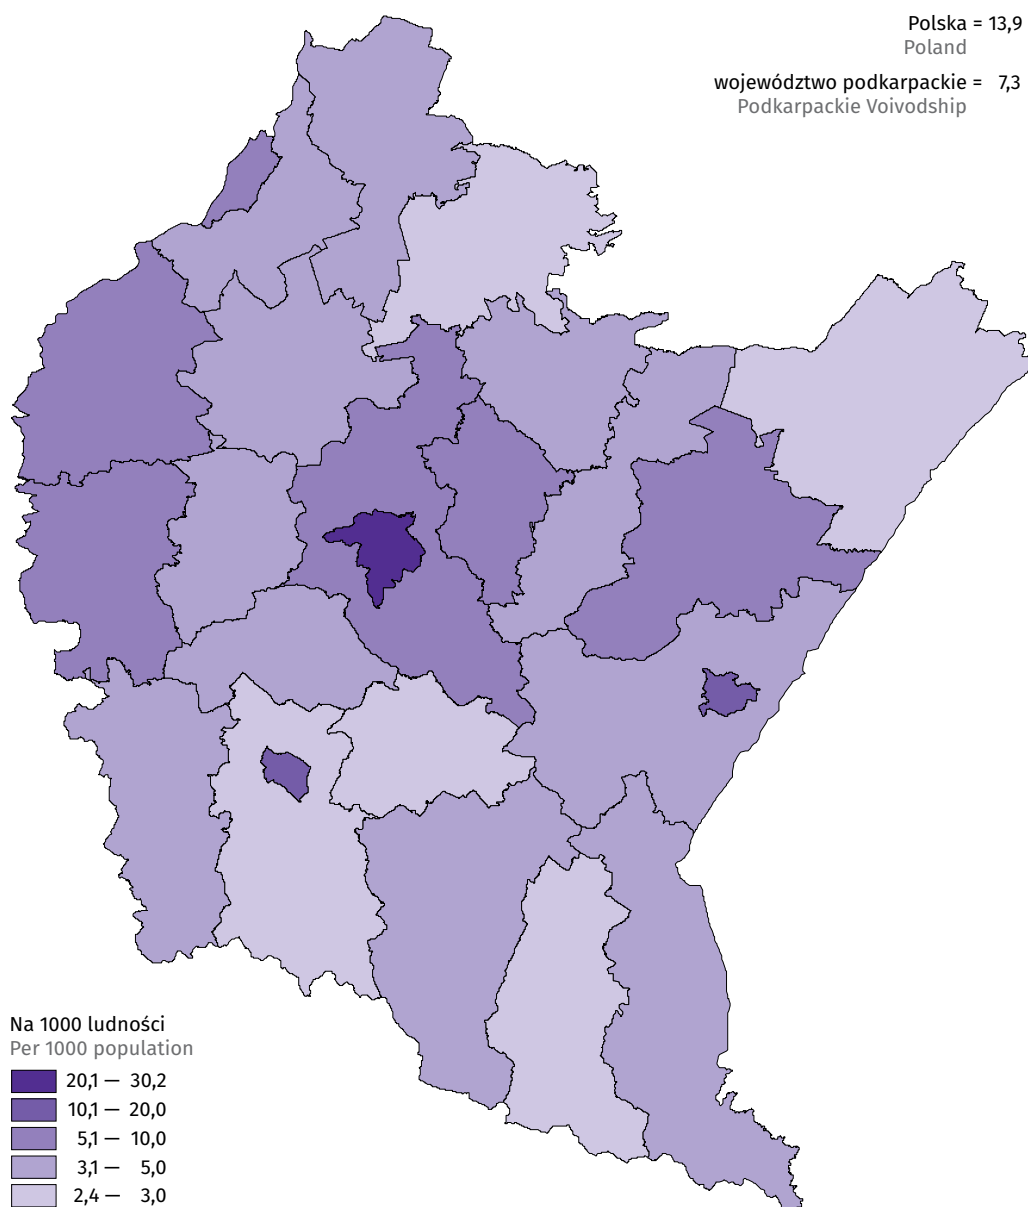 Polska = 13,9
Poland
województwo podkarpackie = 7,3
Podkarpackie Voivodship
Na 1000 ludności
Per 1000 population
20,1 — 30,2
10,1 — 20,0
5,1 — 10,0
3,1 — 5,0
2,4 — 3,0